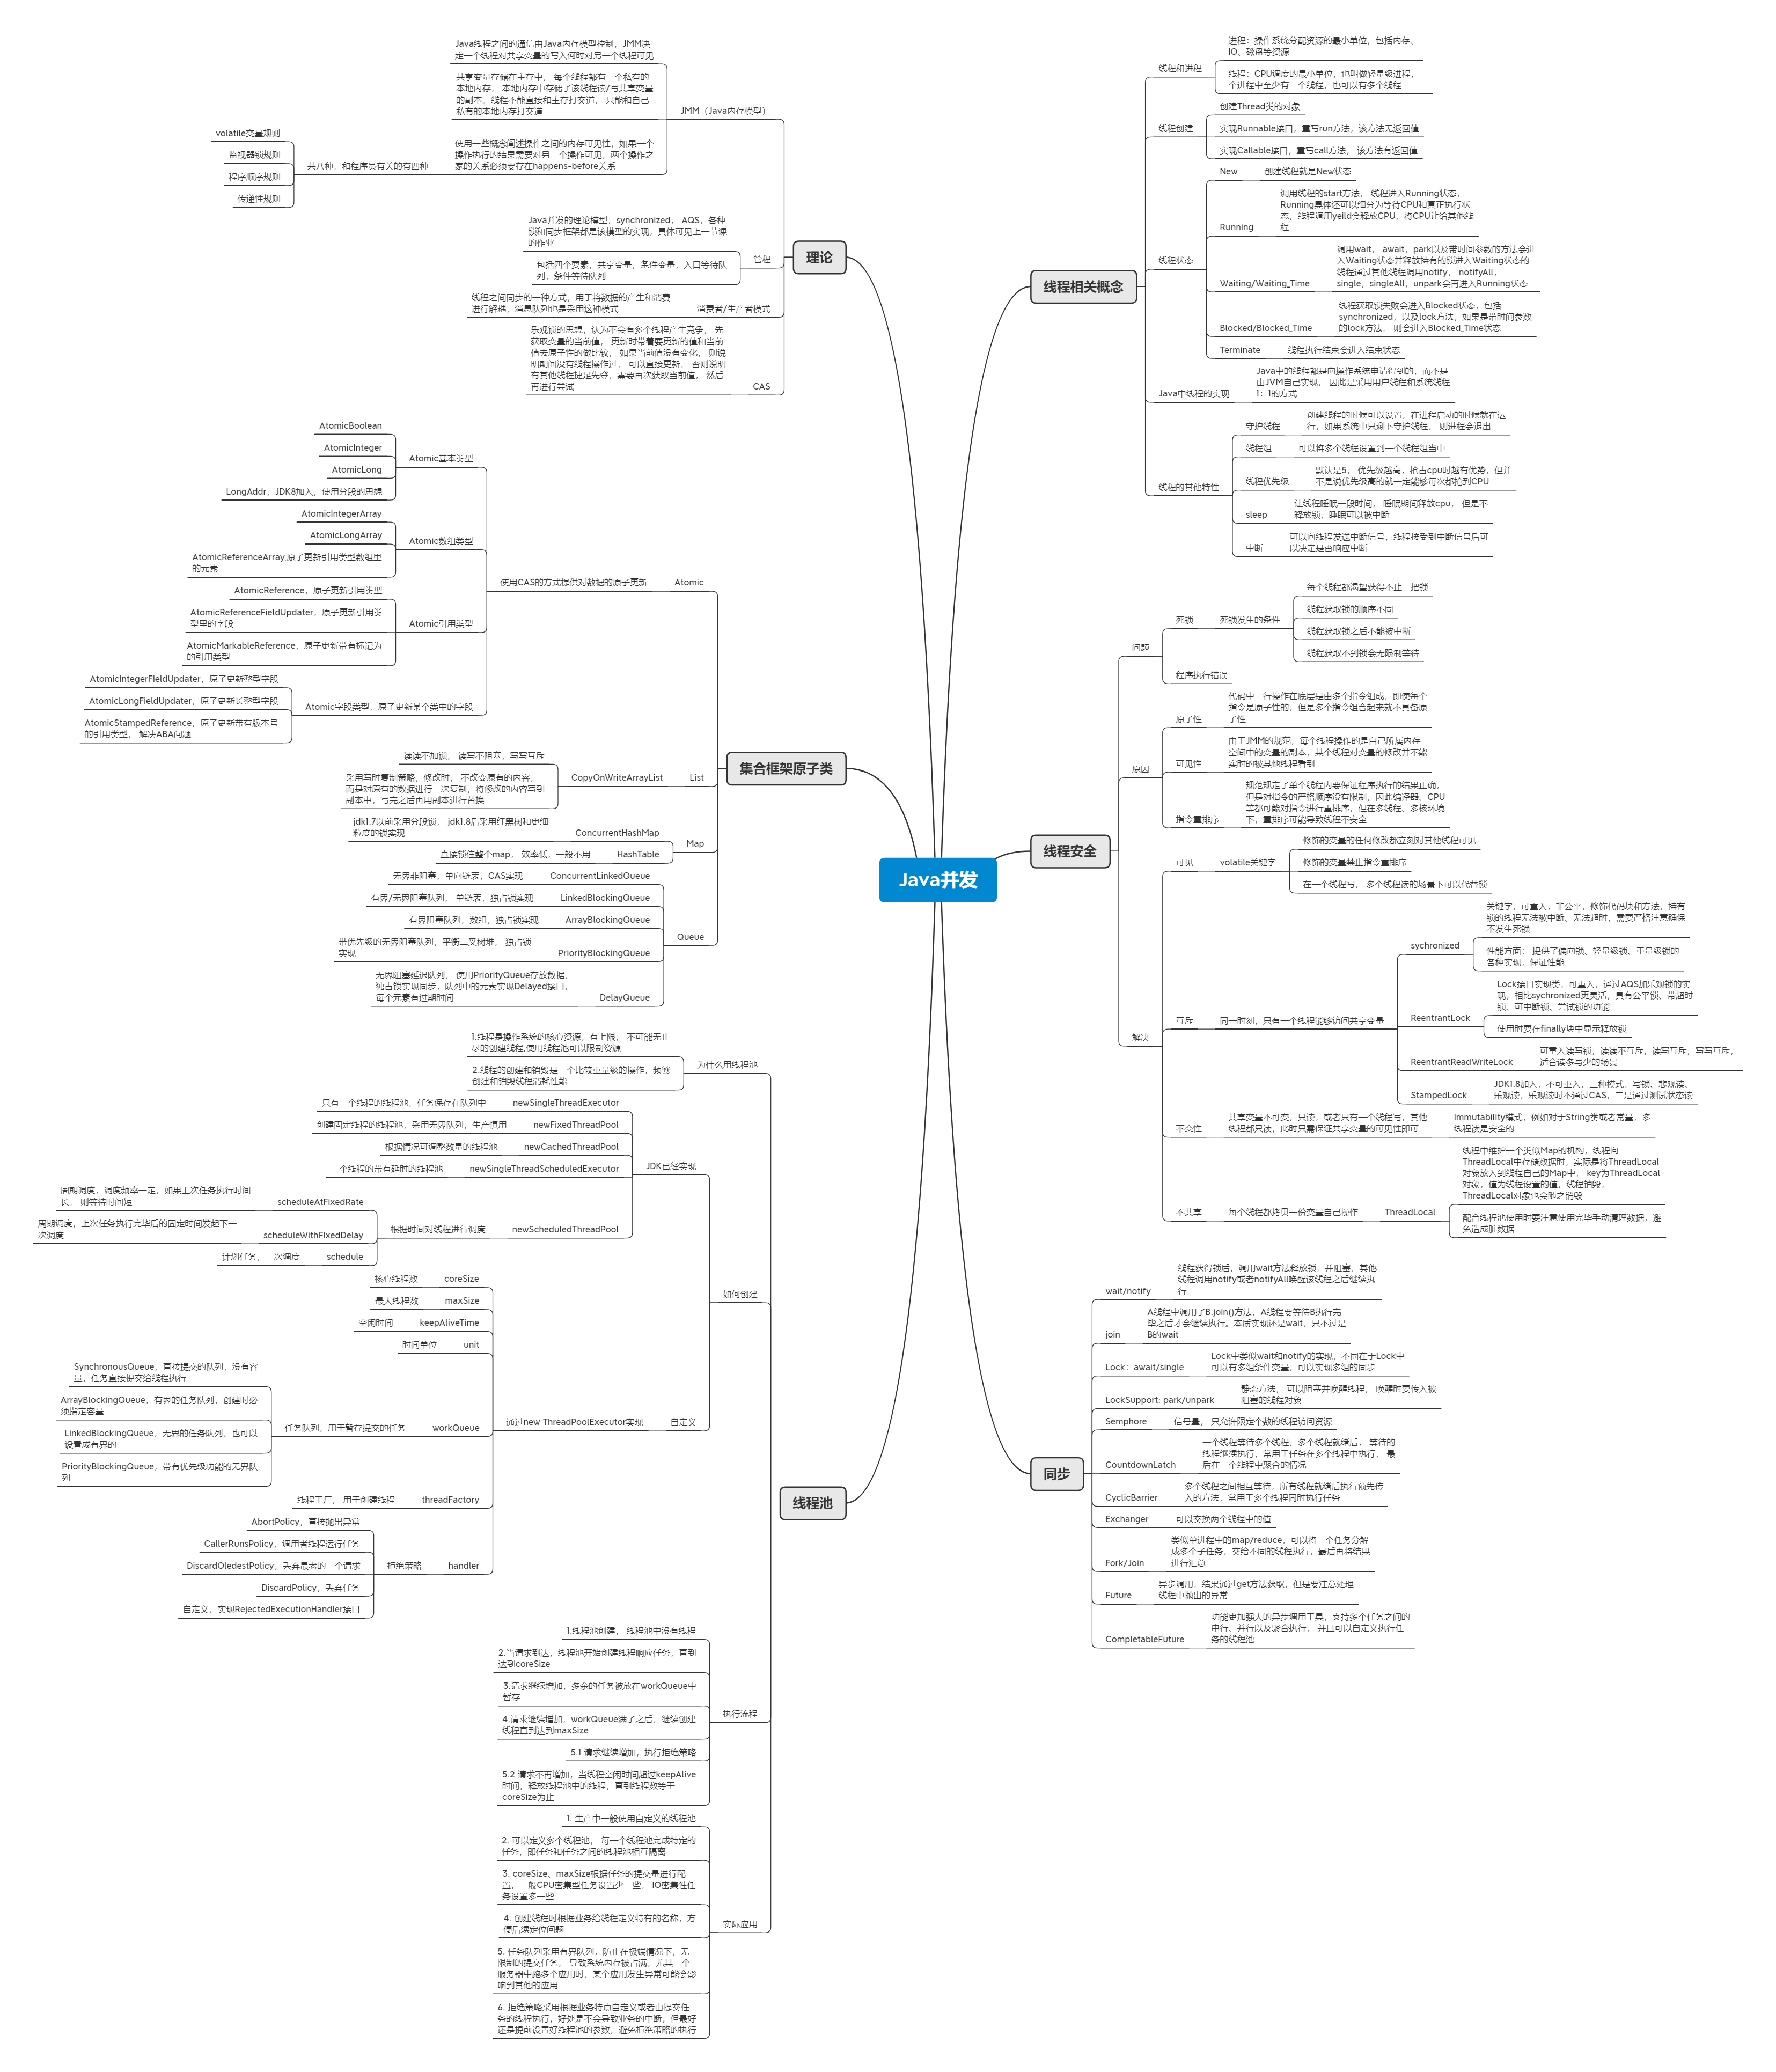 Java并发
线程相关概念
线程和进程
进程：操作系统分配资源的最小单位，包括内存、
IO、磁盘等资源
线程：CPU调度的最小单位，也叫做轻量级进程，一
个进程中至少有一个线程，也可以有多个线程
线程创建
创建Thread类的对象
实现Runnable接口，重写run方法，该方法无返回值
实现Callable接口，重写call方法， 该方法有返回值
线程状态
New
创建线程就是New状态
Running
调用线程的start方法， 线程进入Running状态，
Running具体还可以细分为等待CPU和真正执行状
态，线程调用yeild会释放CPU，将CPU让给其他线
程
Waiting/Waiting_Time
调用wait， await，park以及带时间参数的方法会进
入Waiting状态并释放持有的锁进入Waiting状态的
线程通过其他线程调用notify， notifyAll，
single，singleAll，unpark会再进入Running状态
Blocked/Blocked_Time
线程获取锁失败会进入Blocked状态，包括
synchronized，以及lock方法，如果是带时间参数
的lock方法， 则会进入Blocked_Time状态
Terminate
线程执行结束会进入结束状态
Java中线程的实现
Java中的线程都是向操作系统申请得到的，而不是
由JVM自己实现， 因此是采用用户线程和系统线程
1：1的方式
线程的其他特性
守护线程
创建线程的时候可以设置，在进程启动的时候就在运
行，如果系统中只剩下守护线程， 则进程会退出
线程组
可以将多个线程设置到一个线程组当中
线程优先级
默认是5， 优先级越高，抢占cpu时越有优势，但并
不是说优先级高的就一定能够每次都抢到CPU
sleep
让线程睡眠一段时间， 睡眠期间释放cpu， 但是不
释放锁，睡眠可以被中断
中断
可以向线程发送中断信号，线程接受到中断信号后可
以决定是否响应中断
线程安全
问题
死锁
死锁发生的条件
每个线程都渴望获得不止一把锁
线程获取锁的顺序不同
线程获取锁之后不能被中断
线程获取不到锁会无限制等待
程序执行错误
原因
原子性
代码中一行操作在底层是由多个指令组成，即使每个
指令是原子性的，但是多个指令组合起来就不具备原
子性
可见性
由于JMM的规范，每个线程操作的是自己所属内存
空间中的变量的副本，某个线程对变量的修改并不能
实时的被其他线程看到
指令重排序
规范规定了单个线程内要保证程序执行的结果正确，
但是对指令的严格顺序没有限制，因此编译器、CPU
等都可能对指令进行重排序，但在多线程、多核环境
下，重排序可能导致线程不安全
解决
可见
volatile关键字
修饰的变量的任何修改都立刻对其他线程可见
修饰的变量禁止指令重排序
在一个线程写， 多个线程读的场景下可以代替锁
互斥
同一时刻，只有一个线程能够访问共享变量
sychronized
关键字，可重入，非公平，修饰代码块和方法，持有
锁的线程无法被中断、无法超时，需要严格注意确保
不发生死锁
性能方面： 提供了偏向锁、轻量级锁、重量级锁的
各种实现，保证性能
ReentrantLock
Lock接口实现类，可重入，通过AQS加乐观锁的实
现，相比sychronized更灵活，具有公平锁、带超时
锁、可中断锁、尝试锁的功能
使用时要在finally块中显示释放锁
ReentrantReadWriteLock
可重入读写锁，读读不互斥，读写互斥，写写互斥，
适合读多写少的场景
StampedLock
JDK1.8加入，不可重入，三种模式，写锁、悲观读、
乐观读，乐观读时不通过CAS，二是通过测试状态读
不变性
共享变量不可变，只读，或者只有一个线程写，其他
线程都只读，此时只需保证共享变量的可见性即可
Immutability模式，例如对于String类或者常量，多
线程读是安全的
不共享
每个线程都拷贝一份变量自己操作
ThreadLocal
线程中维护一个类似Map的机构，线程向
ThreadLocal中存储数据时，实际是将ThreadLocal
对象放入到线程自己的Map中， key为ThreadLocal
对象，值为线程设置的值，线程销毁，
ThreadLocal对象也会随之销毁
配合线程池使用时要注意使用完毕手动清理数据，避
免造成脏数据
同步
wait/notify
线程获得锁后，调用wait方法释放锁，并阻塞，其他
线程调用notify或者notifyAll唤醒该线程之后继续执
行
join
A线程中调用了B.join()方法，A线程要等待B执行完
毕之后才会继续执行。本质实现还是wait，只不过是
B的wait
Lock：await/single
Lock中类似wait和notify的实现，不同在于Lock中
可以有多组条件变量，可以实现多组的同步
LockSupport: park/unpark
静态方法， 可以阻塞并唤醒线程， 唤醒时要传入被
阻塞的线程对象
Semphore
信号量， 只允许限定个数的线程访问资源
CountdownLatch
一个线程等待多个线程，多个线程就绪后， 等待的
线程继续执行，常用于任务在多个线程中执行， 最
后在一个线程中聚合的情况
CyclicBarrier
多个线程之间相互等待，所有线程就绪后执行预先传
入的方法，常用于多个线程同时执行任务
Exchanger
可以交换两个线程中的值
Fork/Join
类似单进程中的map/reduce，可以将一个任务分解
成多个子任务，交给不同的线程执行，最后再将结果
进行汇总
Future
异步调用，结果通过get方法获取，但是要注意处理
线程中抛出的异常
CompletableFuture
功能更加强大的异步调用工具，支持多个任务之间的
串行、并行以及聚合执行， 并且可以自定义执行任
务的线程池
理论
JMM（Java内存模型）
Java线程之间的通信由Java内存模型控制，JMM决
定一个线程对共享变量的写入何时对另一个线程可见
共享变量存储在主存中， 每个线程都有一个私有的
本地内存， 本地内存中存储了该线程读/写共享变量
的副本。线程不能直接和主存打交道， 只能和自己
私有的本地内存打交道
使用一些概念阐述操作之间的内存可见性，如果一个
操作执行的结果需要对另一个操作可见，两个操作之
家的关系必须要存在happens-before关系
共八种，和程序员有关的有四种
volatile变量规则
监视器锁规则
程序顺序规则
传递性规则
管程
Java并发的理论模型，synchronized， AQS，各种
锁和同步框架都是该模型的实现，具体可见上一节课
的作业
包括四个要素，共享变量，条件变量，入口等待队
列，条件等待队列
消费者/生产者模式
线程之间同步的一种方式，用于将数据的产生和消费
进行解耦，消息队列也是采用这种模式
CAS
乐观锁的思想，认为不会有多个线程产生竞争， 先
获取变量的当前值， 更新时带着要更新的值和当前
值去原子性的做比较， 如果当前值没有变化， 则说
明期间没有线程操作过， 可以直接更新， 否则说明
有其他线程捷足先登，需要再次获取当前值， 然后
再进行尝试
集合框架原子类
Atomic
使用CAS的方式提供对数据的原子更新
Atomic基本类型
AtomicBoolean
AtomicInteger
AtomicLong
LongAddr，JDK8加入，使用分段的思想
Atomic数组类型
AtomicIntegerArray
AtomicLongArray
AtomicReferenceArray,原子更新引用类型数组里
的元素
Atomic引用类型
AtomicReference，原子更新引用类型
AtomicReferenceFieldUpdater，原子更新引用类
型里的字段
AtomicMarkableReference，原子更新带有标记为
的引用类型
Atomic字段类型，原子更新某个类中的字段
AtomicIntegerFIeldUpdater，原子更新整型字段
AtomicLongFieldUpdater，原子更新长整型字段
AtomicStampedReference，原子更新带有版本号
的引用类型， 解决ABA问题
List
CopyOnWriteArrayList
读读不加锁， 读写不阻塞，写写互斥
采用写时复制策略，修改时， 不改变原有的内容，
而是对原有的数据进行一次复制，将修改的内容写到
副本中，写完之后再用副本进行替换
Map
ConcurrentHashMap
jdk1.7以前采用分段锁， jdk1.8后采用红黑树和更细
粒度的锁实现
HashTable
直接锁住整个map， 效率低，一般不用
Queue
ConcurrentLinkedQueue
无界非阻塞，单向链表，CAS实现
LinkedBlockingQueue
有界/无界阻塞队列， 单链表，独占锁实现
ArrayBlockingQueue
有界阻塞队列，数组，独占锁实现
PriorityBlockingQueue
带优先级的无界阻塞队列，平衡二叉树堆， 独占锁
实现
DelayQueue
无界阻塞延迟队列， 使用PriorityQueue存放数据，
独占锁实现同步，队列中的元素实现Delayed接口，
每个元素有过期时间
线程池
为什么用线程池
1.线程是操作系统的核心资源，有上限， 不可能无止
尽的创建线程,使用线程池可以限制资源
2.线程的创建和销毁是一个比较重量级的操作，频繁
创建和销毁线程消耗性能
如何创建
JDK已经实现
newSingleThreadExecutor
只有一个线程的线程池，任务保存在队列中
newFixedThreadPool
创建固定线程的线程池，采用无界队列，生产慎用
newCachedThreadPool
根据情况可调整数量的线程池
newSingleThreadScheduledExecutor
一个线程的带有延时的线程池
newScheduledThreadPool
根据时间对线程进行调度
scheduleAtFixedRate
周期调度，调度频率一定，如果上次任务执行时间
长， 则等待时间短
scheduleWithFIxedDelay
周期调度，上次任务执行完毕后的固定时间发起下一
次调度
schedule
计划任务，一次调度
自定义
通过new ThreadPoolExecutor实现
coreSize
核心线程数
maxSize
最大线程数
keepAliveTime
空闲时间
unit
时间单位
workQueue
任务队列，用于暂存提交的任务
SynchronousQueue，直接提交的队列，没有容
量，任务直接提交给线程执行
ArrayBlockingQueue，有界的任务队列，创建时必
须指定容量
LinkedBlockingQueue，无界的任务队列，也可以
设置成有界的
PriorityBlockingQueue，带有优先级功能的无界队
列
threadFactory
线程工厂， 用于创建线程
handler
拒绝策略
AbortPolicy，直接抛出异常
CallerRunsPolicy，调用者线程运行任务
DiscardOledestPolicy，丢弃最老的一个请求
DiscardPolicy，丢弃任务
自定义，实现RejectedExecutionHandler接口
执行流程
1.线程池创建， 线程池中没有线程
2.当请求到达，线程池开始创建线程响应任务，直到
达到coreSize
3.请求继续增加，多余的任务被放在workQueue中
暂存
4.请求继续增加，workQueue满了之后，继续创建
线程直到达到maxSize
5.1 请求继续增加，执行拒绝策略
5.2 请求不再增加，当线程空闲时间超过keepAlive
时间，释放线程池中的线程，直到线程数等于
coreSize为止
实际应用
1. 生产中一般使用自定义的线程池
2. 可以定义多个线程池， 每一个线程池完成特定的
任务，即任务和任务之间的线程池相互隔离
3. coreSize、maxSize根据任务的提交量进行配
置，一般CPU密集型任务设置少一些， IO密集性任
务设置多一些
4. 创建线程时根据业务给线程定义特有的名称，方
便后续定位问题
5. 任务队列采用有界队列，防止在极端情况下，无
限制的提交任务， 导致系统内存被占满，尤其一个
服务器中跑多个应用时，某个应用发生异常可能会影
响到其他的应用
6. 拒绝策略采用根据业务特点自定义或者由提交任
务的线程执行，好处是不会导致业务的中断，但最好
还是提前设置好线程池的参数，避免拒绝策略的执行